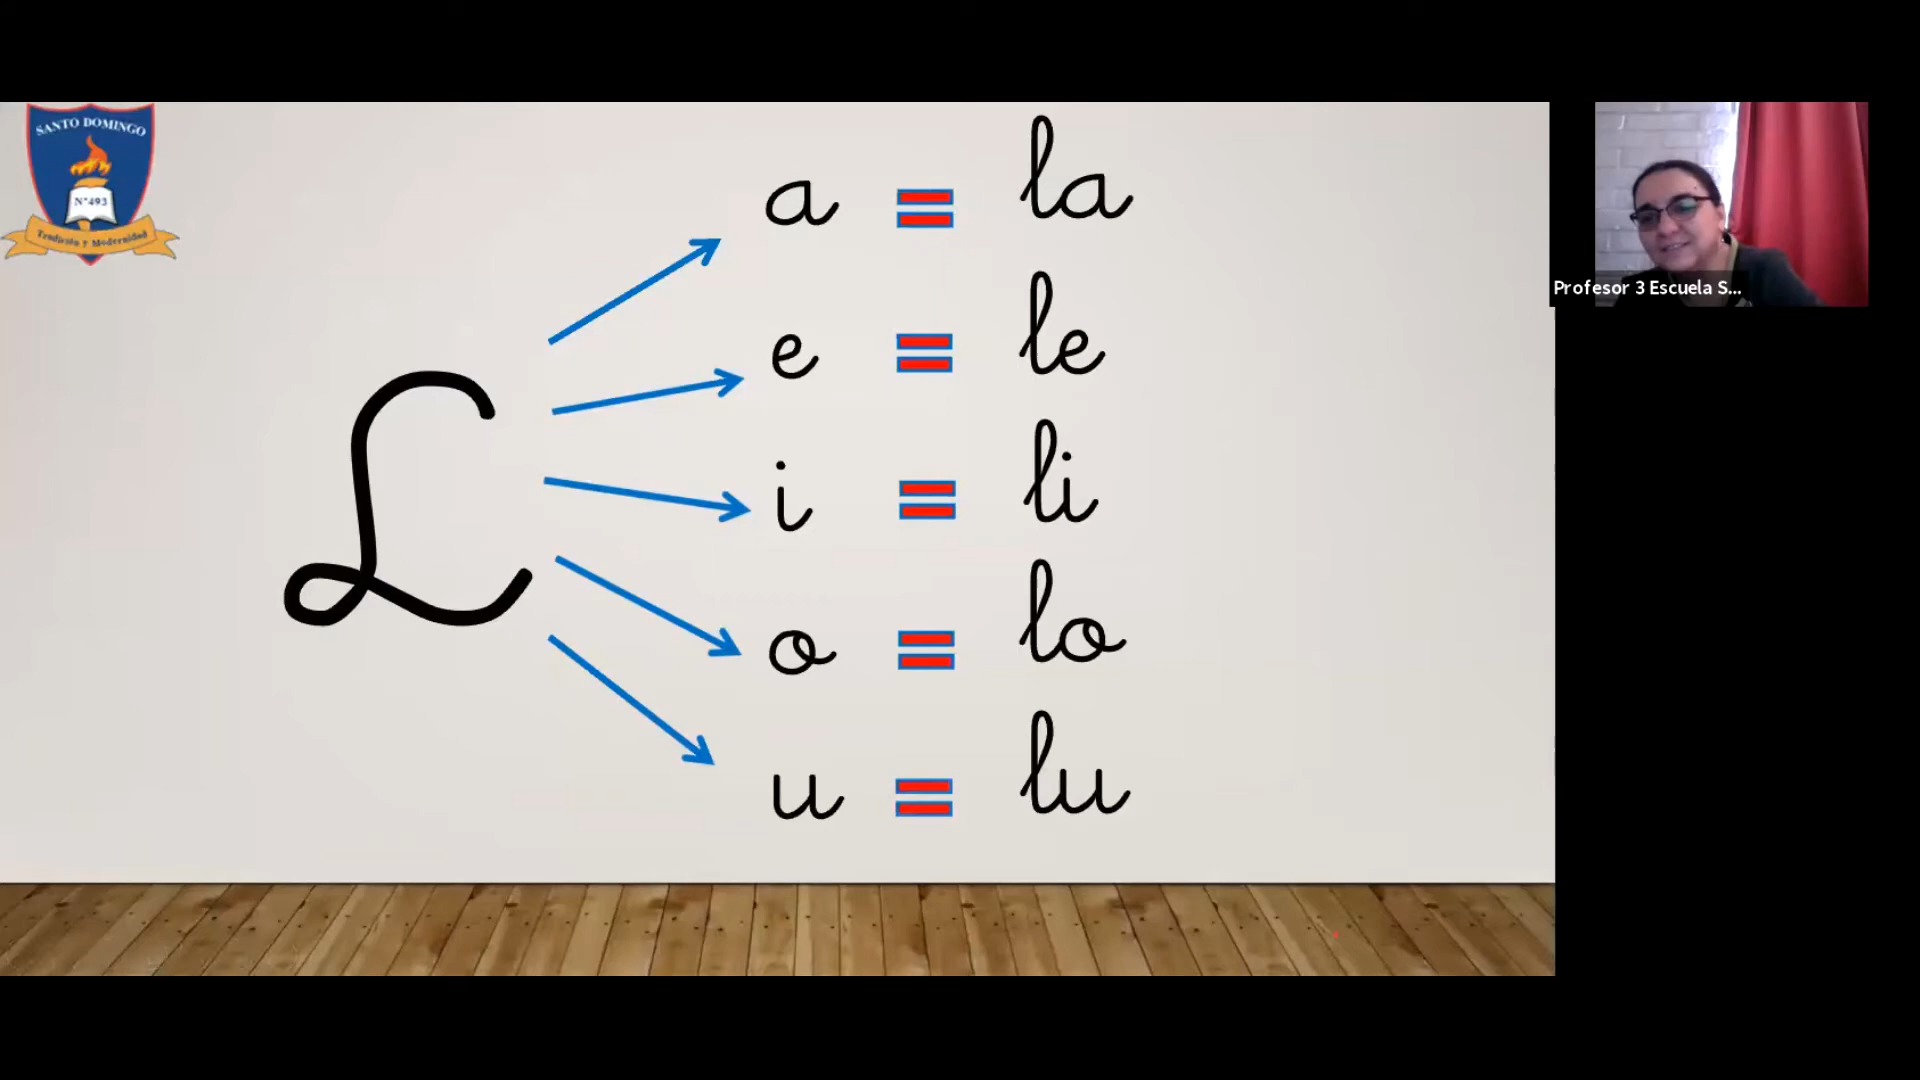 SANTO DOMINGO
N°493
Tradición y Modernidad
L
a = la
e = le
i = li
o = lo
u = lu
Profesor 3 Escuela S...